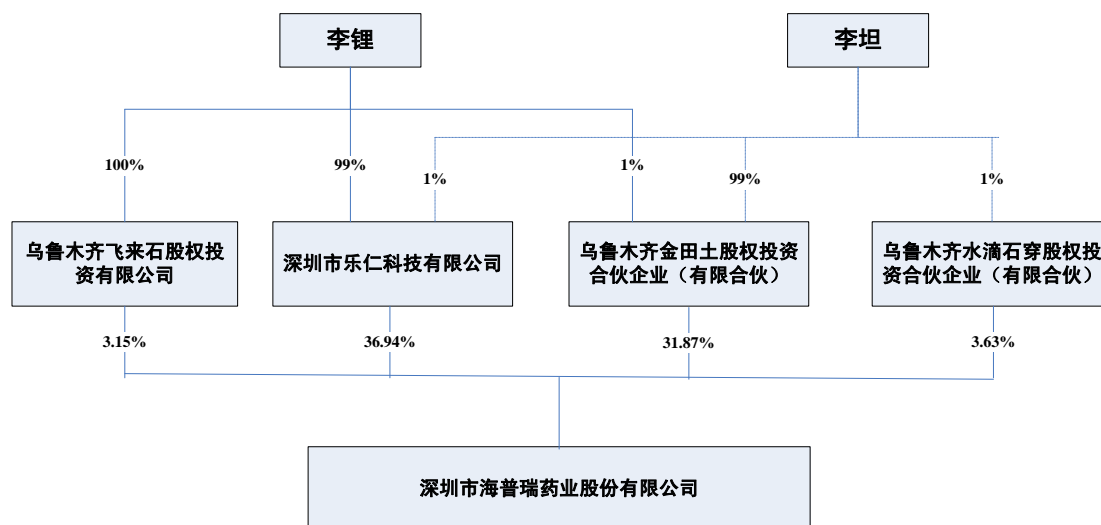 李锂
李坦
100%
99%
1%
1%
99%
1%
乌鲁木齐飞来石股权投
资有限公司
深圳市乐仁科技有限公司
乌鲁木齐金田土股权投资
合伙企业（有限合伙）
乌鲁木齐水滴石穿股权投
资合伙企业（有限合伙）
3.15%
36.94%
31.87%
3.63%
深圳市海普瑞药业股份有限公司